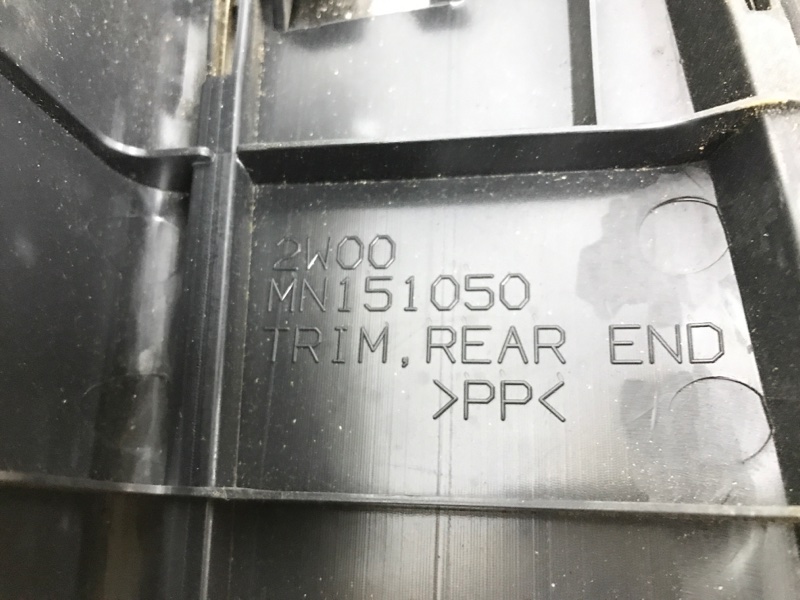 2W00
MN151050
TRIM, REAR END
>PP<